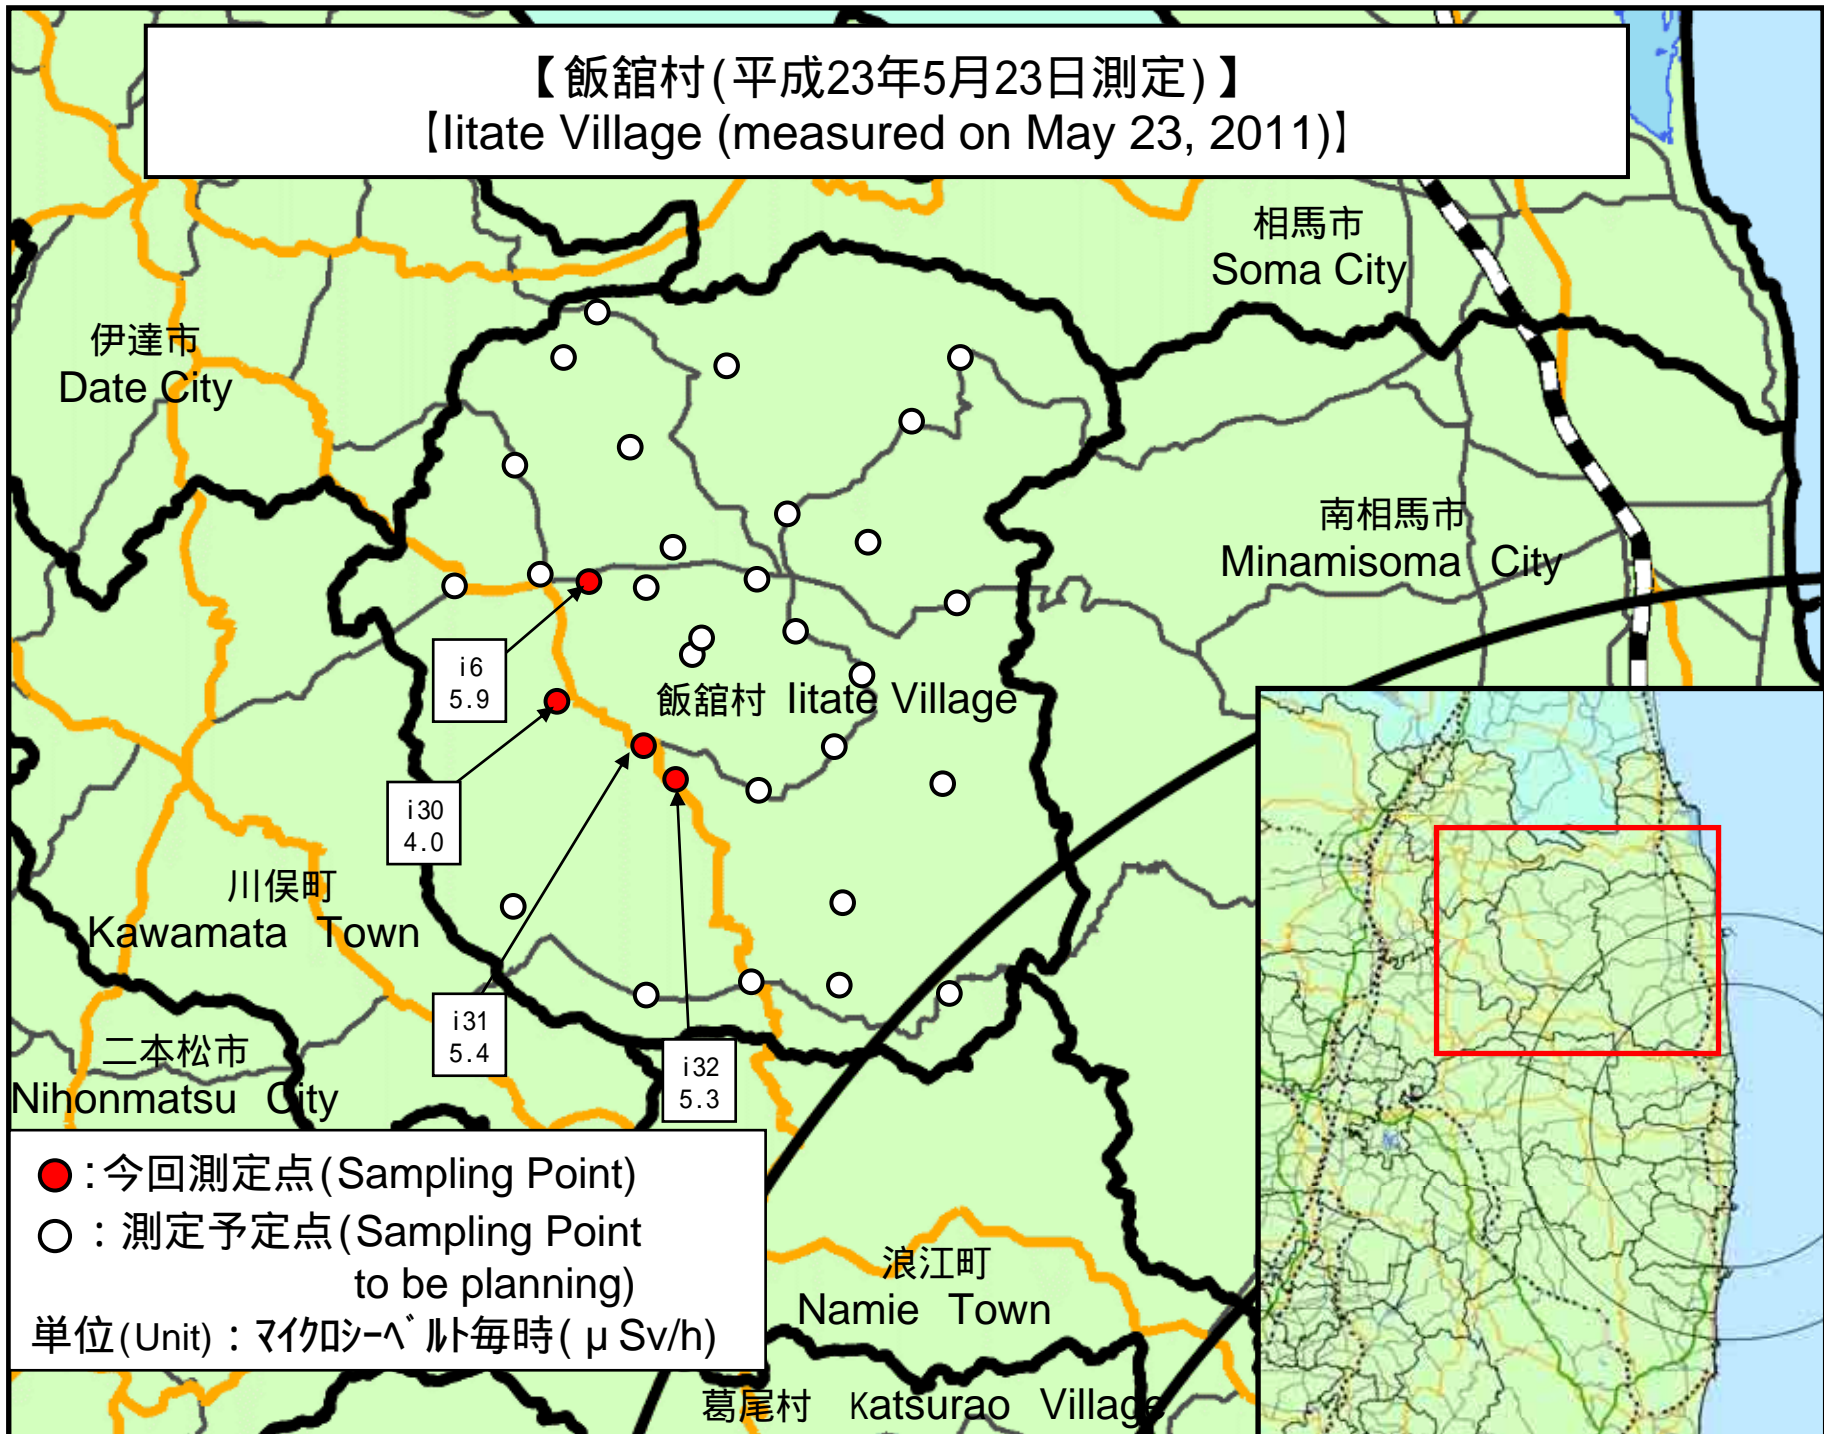 【飯舘村(平成23年5月23日測定)】
【Iitate Village (measured on May 23, 2011)】
相馬市
Soma City
伊達市
Date City
南相馬市
Minamisoma City
i6
5.9
飯舘村 Iitate Village
i30
4.0
川俣町
Kawamata Town
i31
5.4
i32
5.3
二本松市
Nihonmatsu City
:今回測定点(Sampling Point)
:測定予定点(Sampling Point
to be planning)
単位(Unit):マイクロシーベルト毎時(μSv/h)
浪江町
Namie Town
葛尾村 Katsurao Village